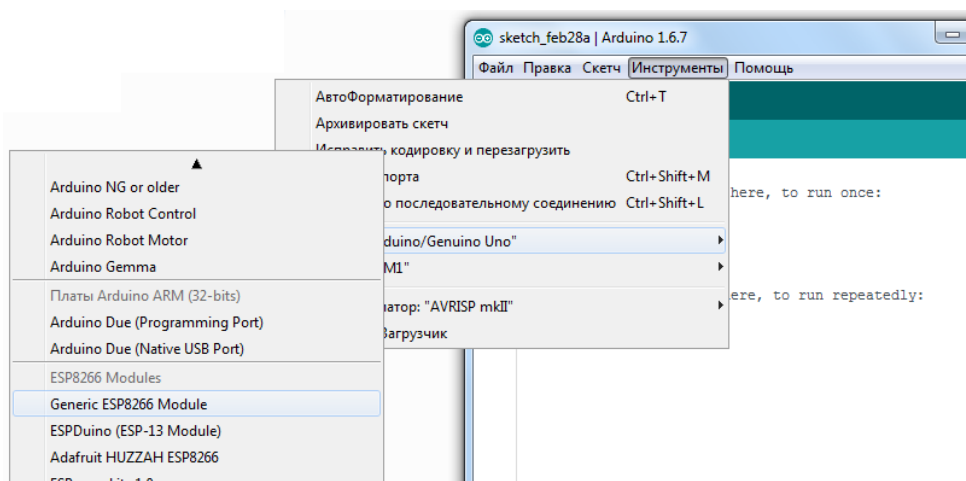 sketch_feb28a | Arduino 1.6.7
Файл Правка Скетч Инструменты Помощь
АвтоФорматирование Ctrl+T
Архивировать скетч
Исправить кодировку и перезагрузить
порта Ctrl+Shift+M
о последовательному соединению Ctrl+Shift+L
duino/Genuino Uno"
M1"
атор: "AVRISP mkII"
Загрузчик
here, to run once:
ere, to run repeatedly:
Arduino NG or older
Arduino Robot Control
Arduino Robot Motor
Arduino Gemma
Платы Arduino ARM (32-bits)
Arduino Due (Programming Port)
Arduino Due (Native USB Port)
ESP8266 Modules
Generic ESP8266 Module
ESPDuino (ESP-13 Module)
Adafruit HUZZAH ESP8266